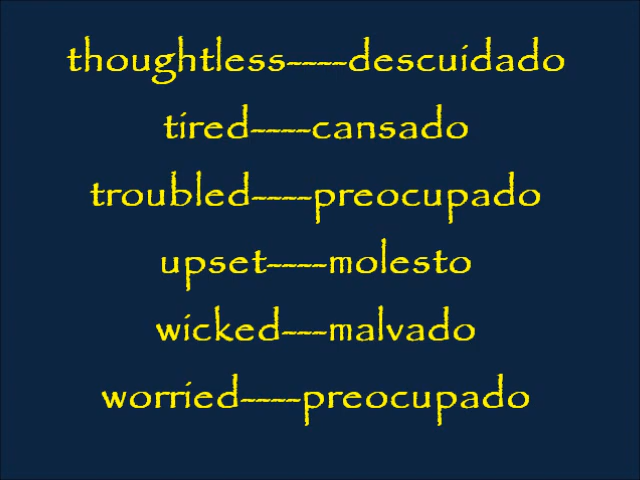 thoughtless----descuidado
tired----cansado
troubled----preocupado
upset----molesto
wicked---malvado
worried----preocupado